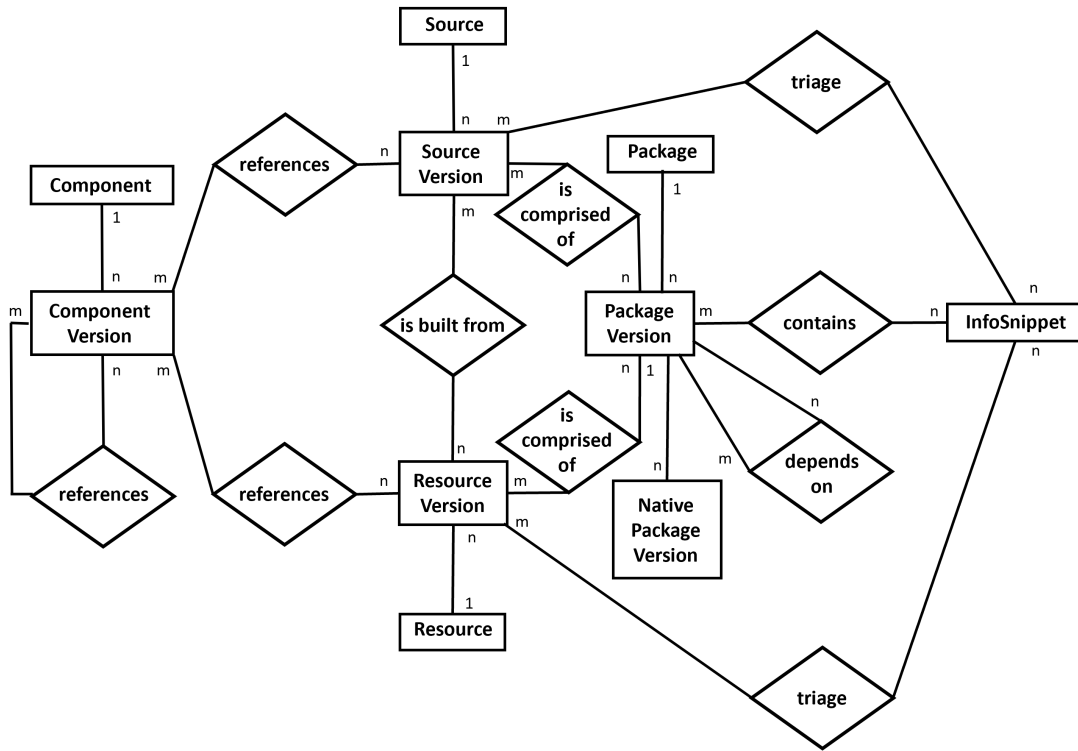 Source
1
triage
n
m
Source
Version
n
m
m
references
Package
1
is
comprised
of
Component
1
n
m
n
n
n
m
Component
Version
is built from
Package
Version
m
contains
n
InfoSnippet
n
m
n
1
n
is
comprised
of
n
m
depends
on
references
references
n
Resource
Version
m
m
n
n
Native
Package
Version
1
Resource
triage